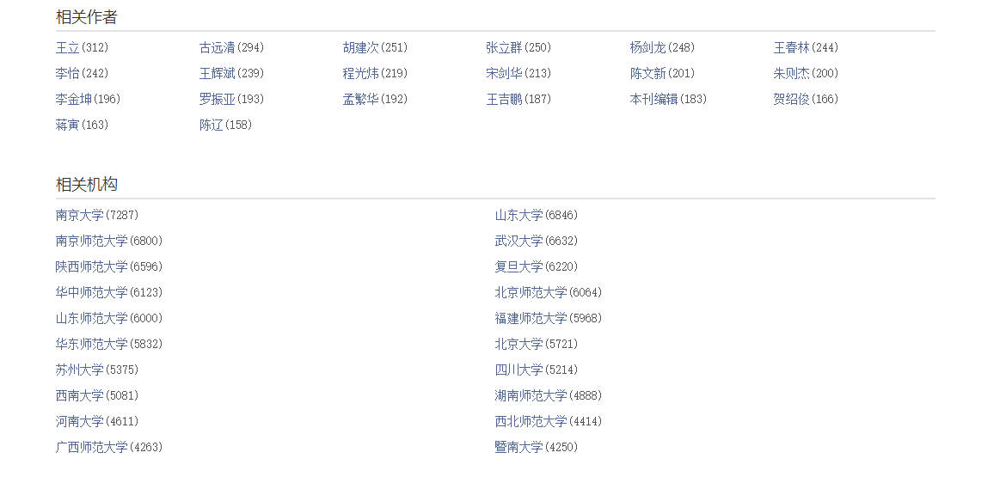 相关作者
王立(312) 古远清(294) 胡建次(251) 张立群(250) 杨剑龙(248) 王春林(244)
李怡(242) 王辉斌(239) 程光炜(219) 宋剑华(213) 陈文新(201) 朱则杰(200)
李金坤(196) 罗振亚(193) 孟繁华(192) 王吉鹏(187) 本刊编辑(183) 贺绍俊(166)
蒋寅(163) 陈辽(158)
相关机构
南京大学(7287) 山东大学(6846)
南京师范大学(6800) 武汉大学(6632)
陕西师范大学(6596) 复旦大学(6220)
华中师范大学(6123) 北京师范大学(6064)
山东师范大学(6000) 福建师范大学(5968)
华东师范大学(5832) 北京大学(5721)
苏州大学(5375) 四川大学(5214)
西南大学(5081) 湖南师范大学(4888)
河南大学(4611) 西北师范大学(4414)
广西师范大学(4263) 暨南大学(4250)